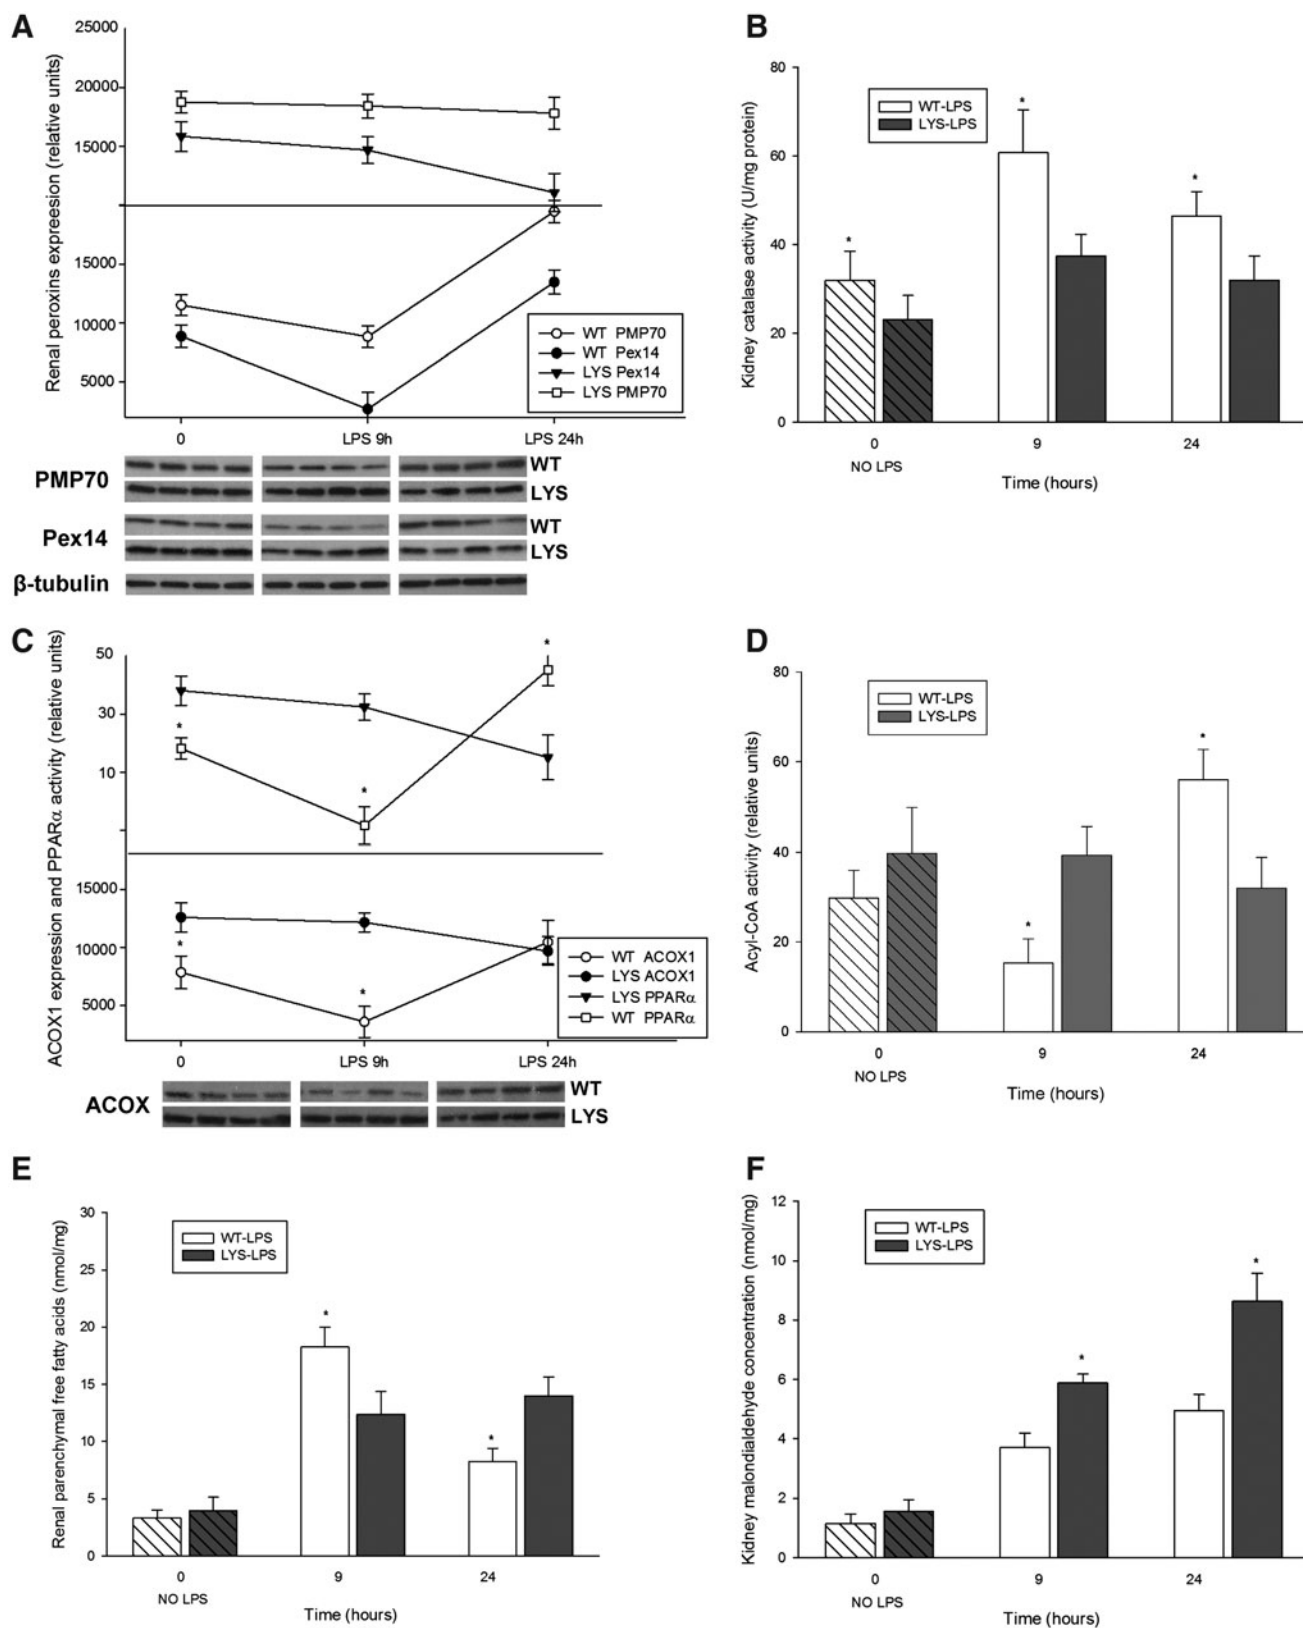 A
Renal peroxins expreesion (relative units)
25000
20000
15000
15000
10000
5000
WT PMP70
WT Pex14
LYS Pex14
LYS PMP70
0 LPS 9h LPS 24h
PMP70 WT
LYS
Pex14 WT
LYS
β-tubulin
B
Kidney catalase activity (U/mg protein)
80
60
40
20
0
WT-LPS
LYS-LPS
*
*
*
0 9 24
NO LPS
Time (hours)
C
ACOX1 expression and PPARα activity (relative units)
50
30
10
15000
10000
5000
*
*
*
*
*
WT ACOX1
LYS ACOX1
LYS PPARα
WT PPARα
0 LPS 9h LPS 24h
ACOX WT
LYS
D
Acyl-CoA activity (relative units)
80
60
40
20
0
WT-LPS
LYS-LPS
*
*
0 9 24
NO LPS
Time (hours)
E
Renal parenchymal free fatty acids (nmol/mg)
30
25
20
15
10
5
0
WT-LPS
LYS-LPS
*
*
0 9 24
NO LPS
Time (hours)
F
Kidney malondialdehyde concentration (nmol/mg)
12
10
8
6
4
2
0
WT-LPS
LYS-LPS
*
*
0 9 24
NO LPS
Time (hours)